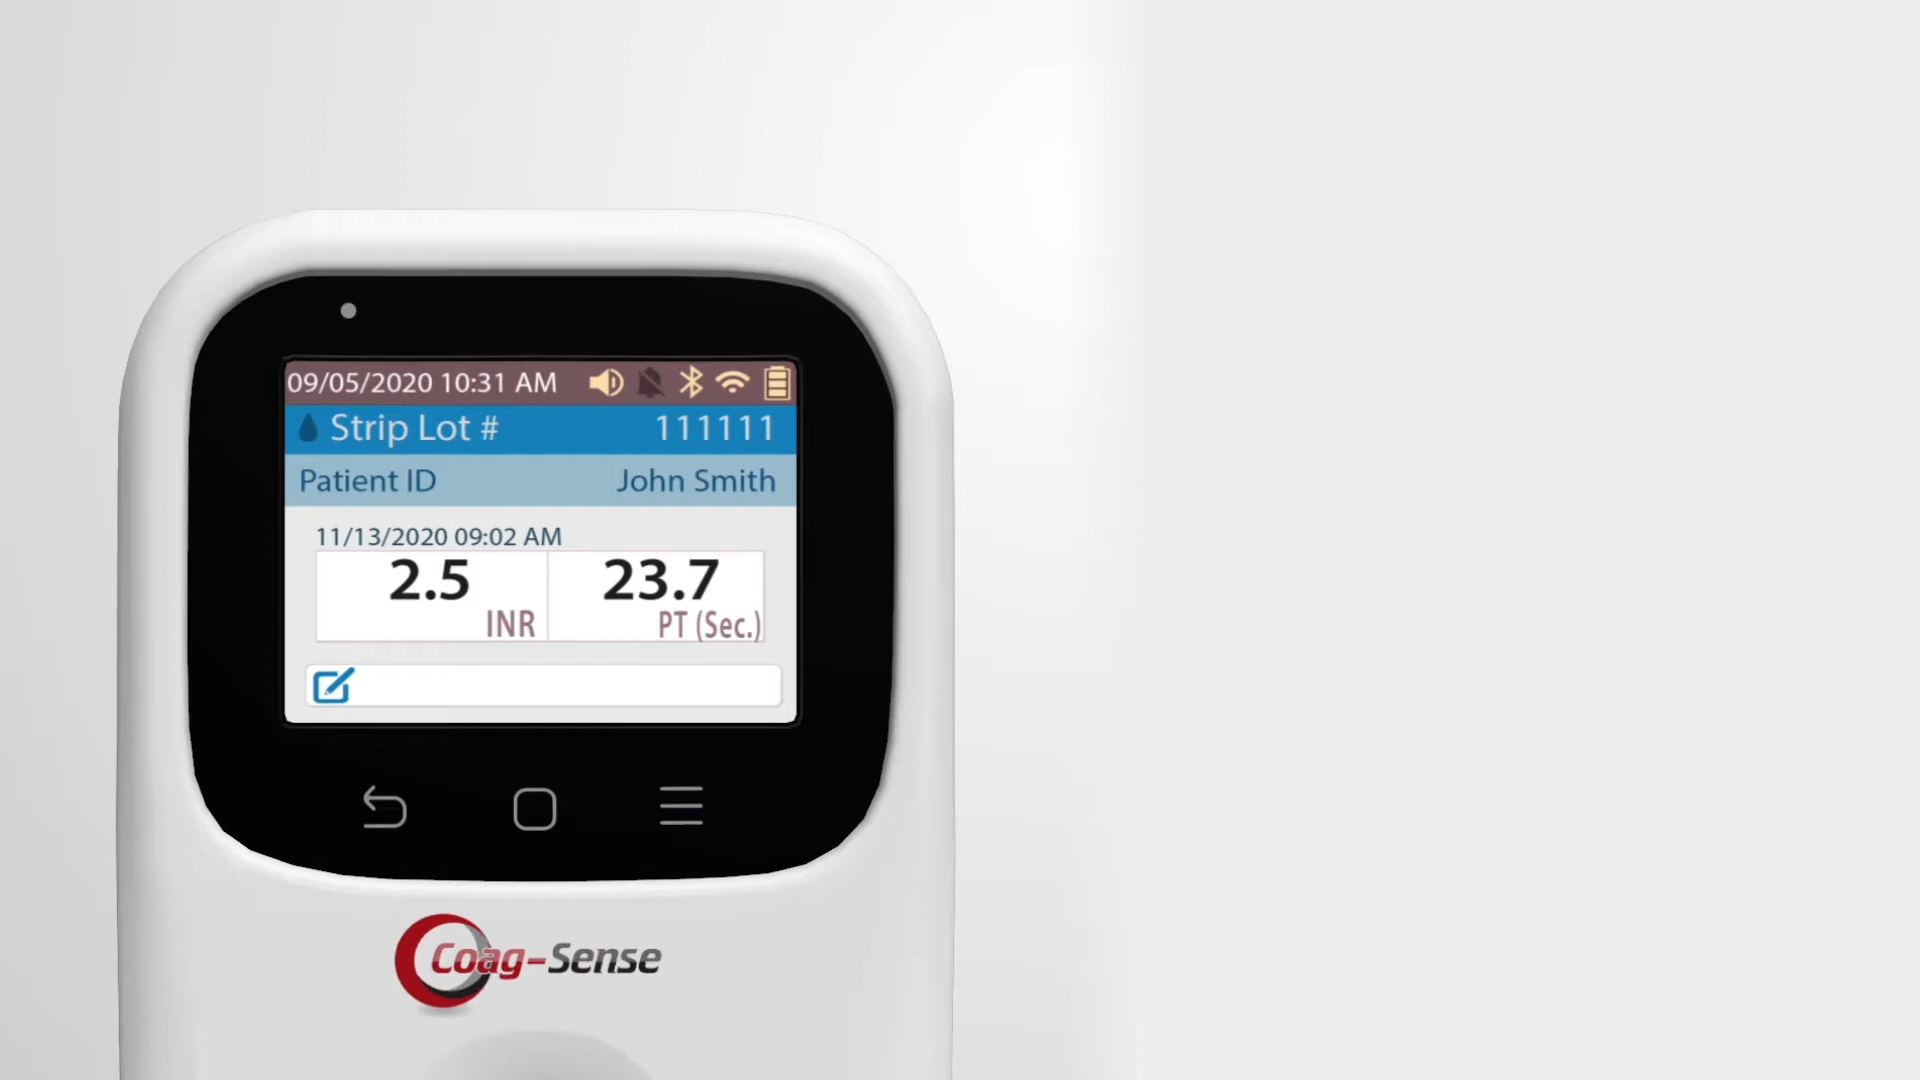 09/05/2020 10:31 AM
Strip Lot # 111111
Patient ID John Smith
11/13/2020 09:02 AM
2.5 23.7
INR PT (Sec.)
Coag-Sense